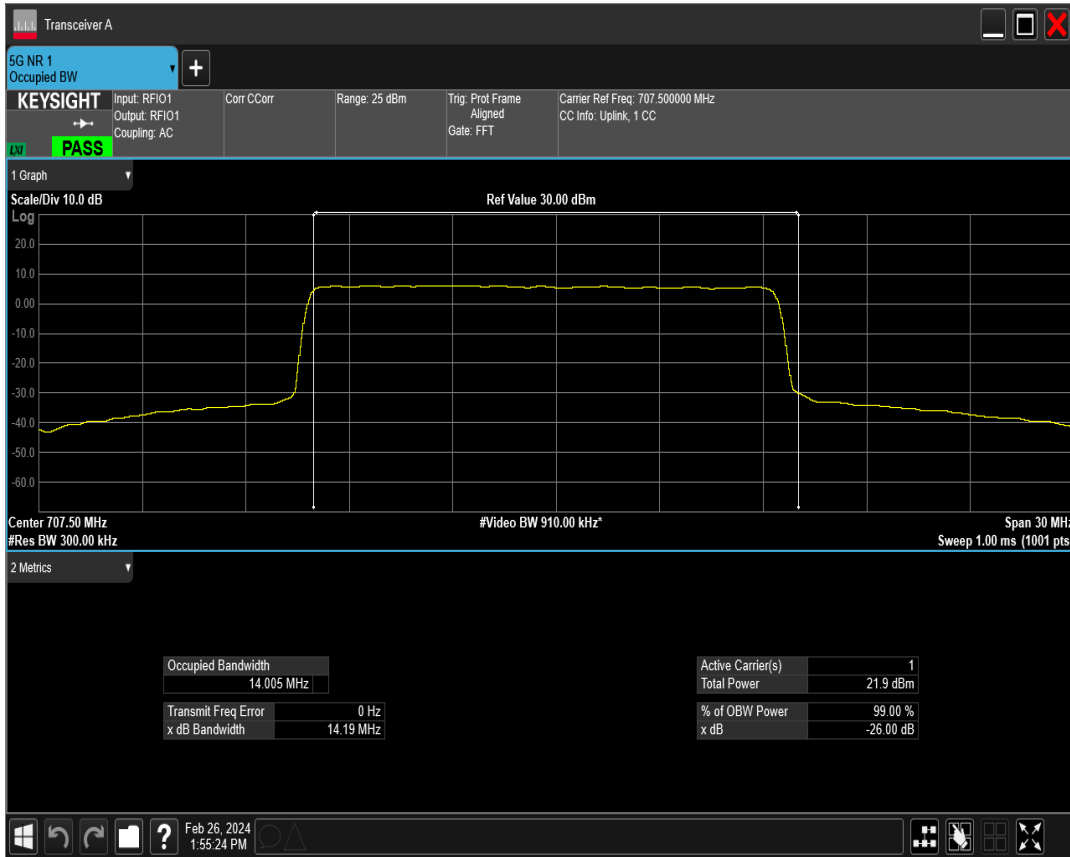 Transceiver A
5G NR 1
Occupied BW
KEYSIGHT
LXI
PASS
Input: RFIO1
Output: RFIO1
Coupling: AC
Corr CCorr
Range: 25 dBm
Trig: Prot Frame
Aligned
Gate: FFT
Carrier Ref Freq: 707.500000 MHz
CC Info: Uplink, 1 CC
1 Graph
Scale/Div 10.0 dB
Ref Value 30.00 dBm
Log
20.0
10.0
0.00
-10.0
-20.0
-30.0
-40.0
-50.0
-60.0
Center 707.50 MHz
#Video BW 910.00 kHz*
Span 30 MHz
#Res BW 300.00 kHz
Sweep 1.00 ms (1001 pts
2 Metrics
Occupied Bandwidth
14.005 MHz
Transmit Freq Error 0 Hz
x dB Bandwidth 14.19 MHz
Active Carrier(s) 1
Total Power 21.9 dBm
% of OBW Power 99.00 %
x dB -26.00 dB
?
Feb 26, 2024
1:55:24 PM